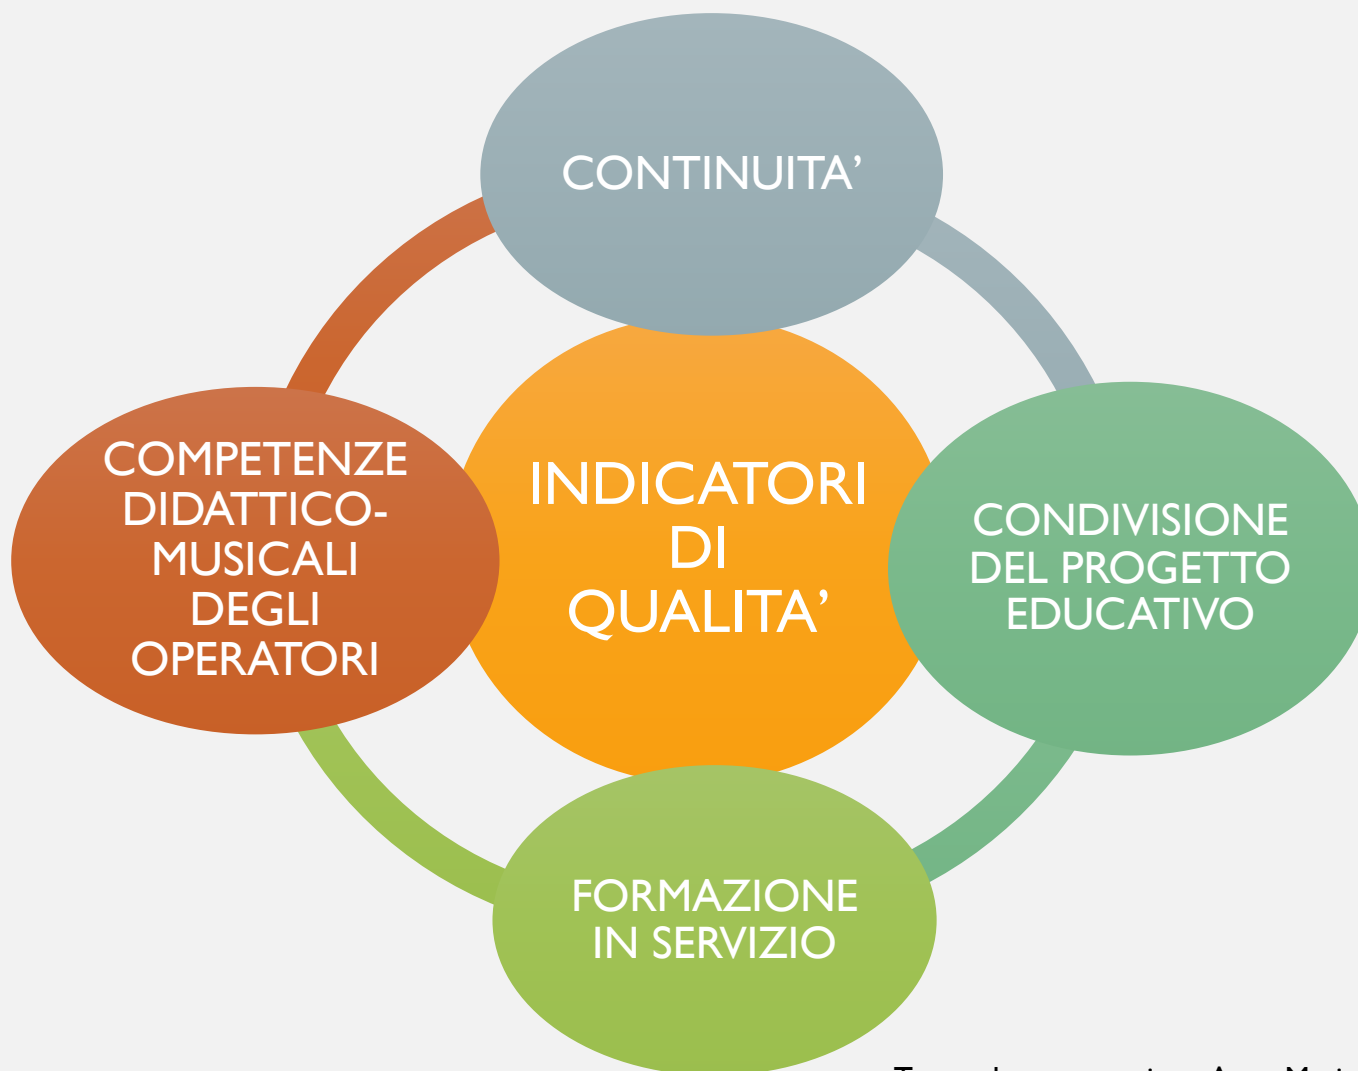 CONTINUITA’
COMPETENZE
DIDATTICO-
MUSICALI
DEGLI
OPERATORI
INDICATORI
DI
QUALITA’
CONDIVISIONE
DEL PROGETTO
EDUCATIVO
FORMAZIONE
IN SERVIZIO